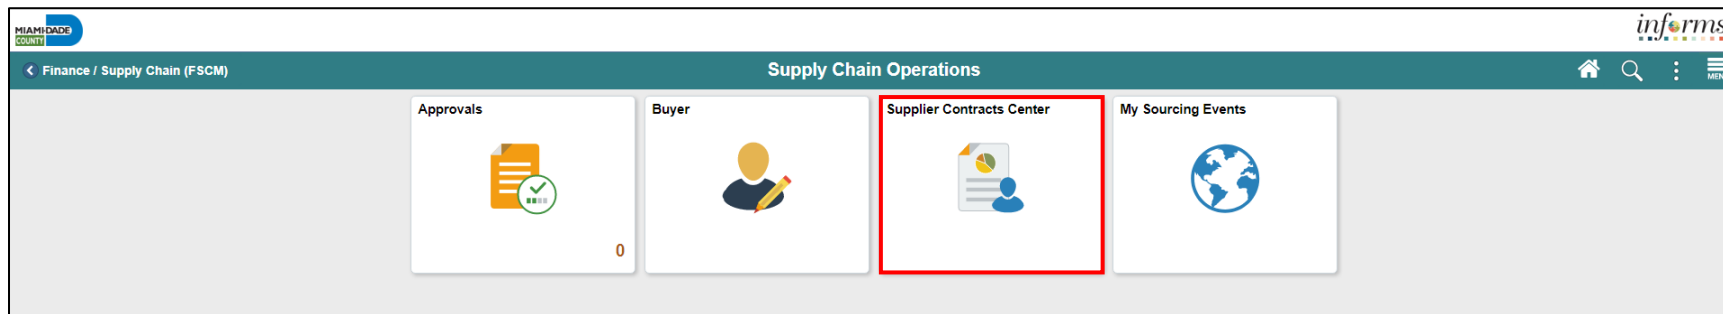 MIAMI-DADE
COUNTY
informs
Finance / Supply Chain (FSCM)
Supply Chain Operations
MENU
Approvals
Buyer
Supplier Contracts Center
My Sourcing Events
0